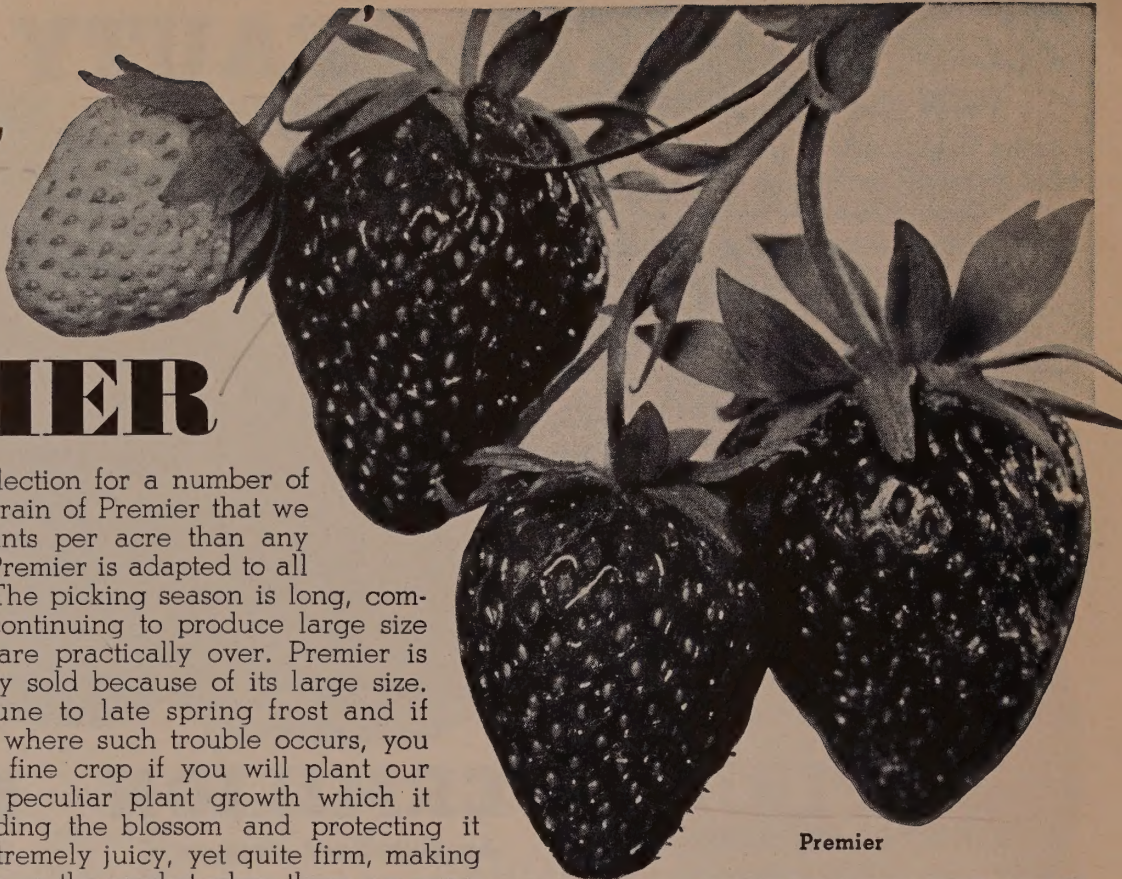 IER
lection for a number of
rain of Premier that we
nts per acre than any
Premier is adapted to all
The picking season is long, com-
ontinuing to produce large size
are practically over. Premier is
y sold because of its large size.
une to late spring frost and if
where such trouble occurs, you
fine crop if you will plant our
peculiar plant growth which it
ding the blossom and protecting it
tremely juicy, yet quite firm, making
Premier